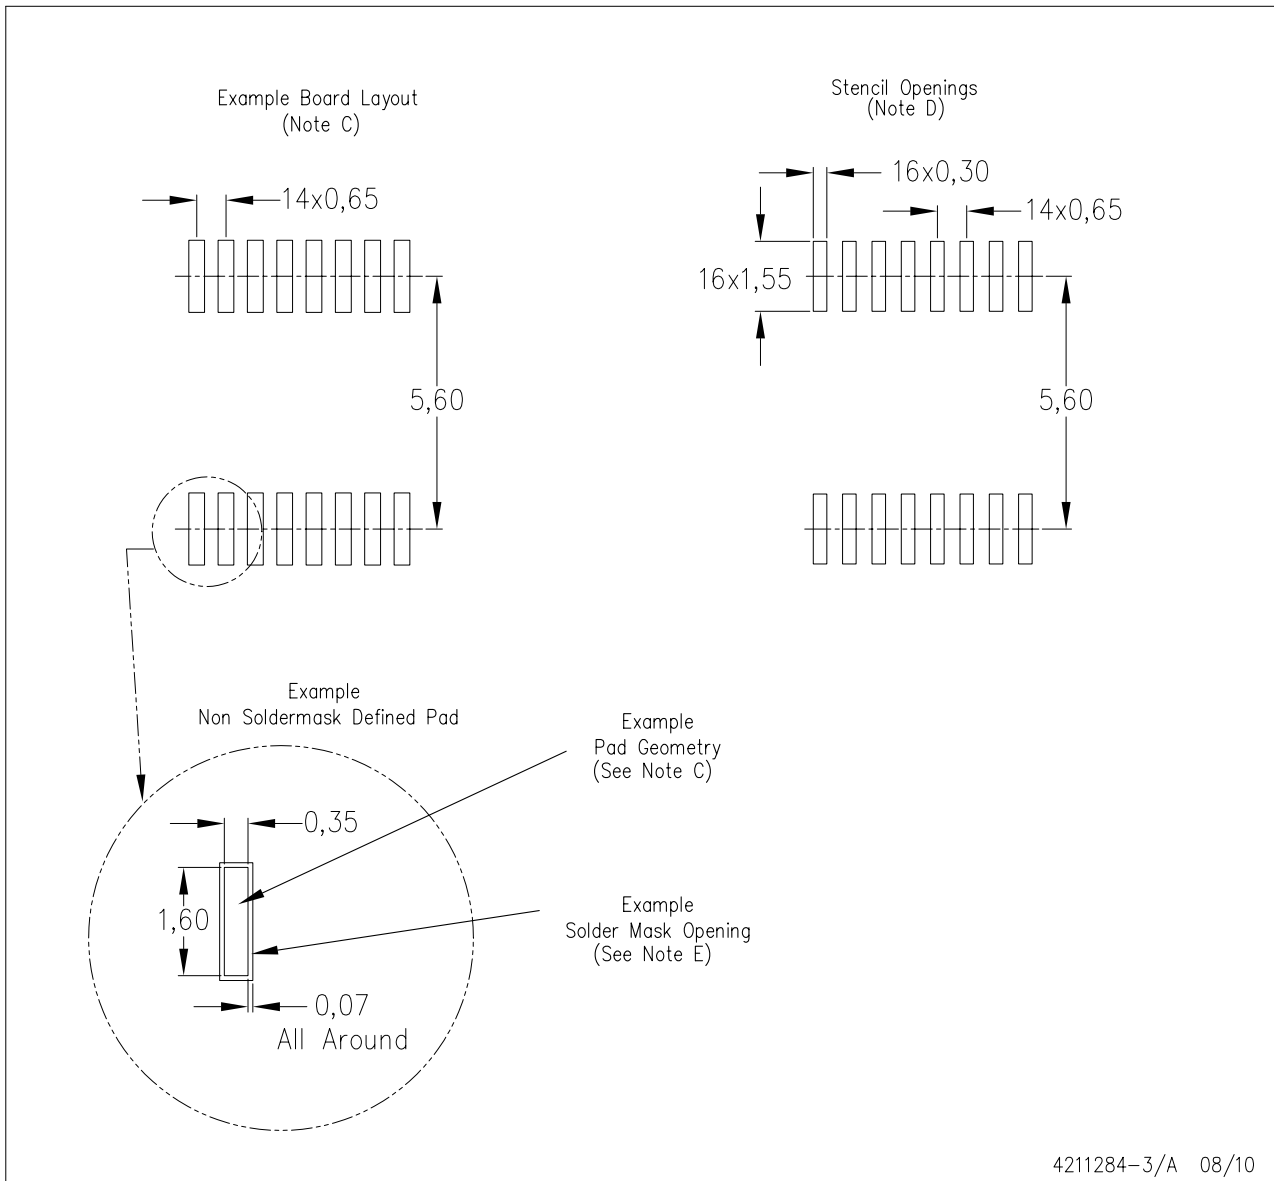 Example Board Layout
(Note C)
Stencil Openings
(Note D)
14x0,65
16x0,30
14x0,65
16x1,55
5,60
5,60
Example
Non Soldermask Defined Pad
Example
Pad Geometry
(See Note C)
0,35
1,60
Example
Solder Mask Opening
(See Note E)
0,07
All Around
4211284-3/A 08/10